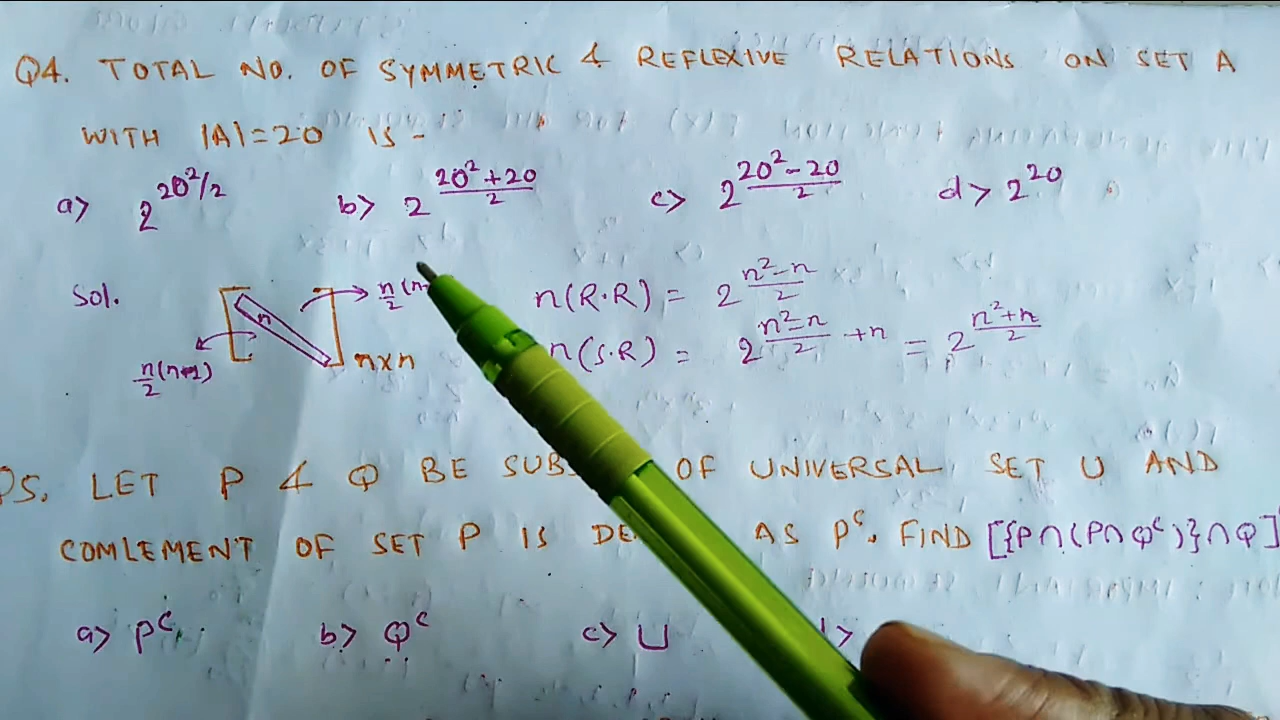 Q4. TOTAL NO. OF SYMMETRIC & REFLEXIVE RELATIONS ON SET A
WITH |A|=20 IS -
a> 2^(20²/2) b> 2^((20²+20)/2) c> 2^((20²-20)/2) d> 2^20
Sol. n n/2 (n- n(R.R) = 2^((n²-n)/2)
n/2 (n-1) n×n n(S.R) = 2^((n²-n)/2 + n) = 2^((n²+n)/2)
Q5. LET P & Q BE SUBS OF UNIVERSAL SET U AND
COMLEMENT OF SET P IS DE AS P^c. FIND [{P∩(P∩Q^c)}∩Q]
a> P^c b> Q^c c> U